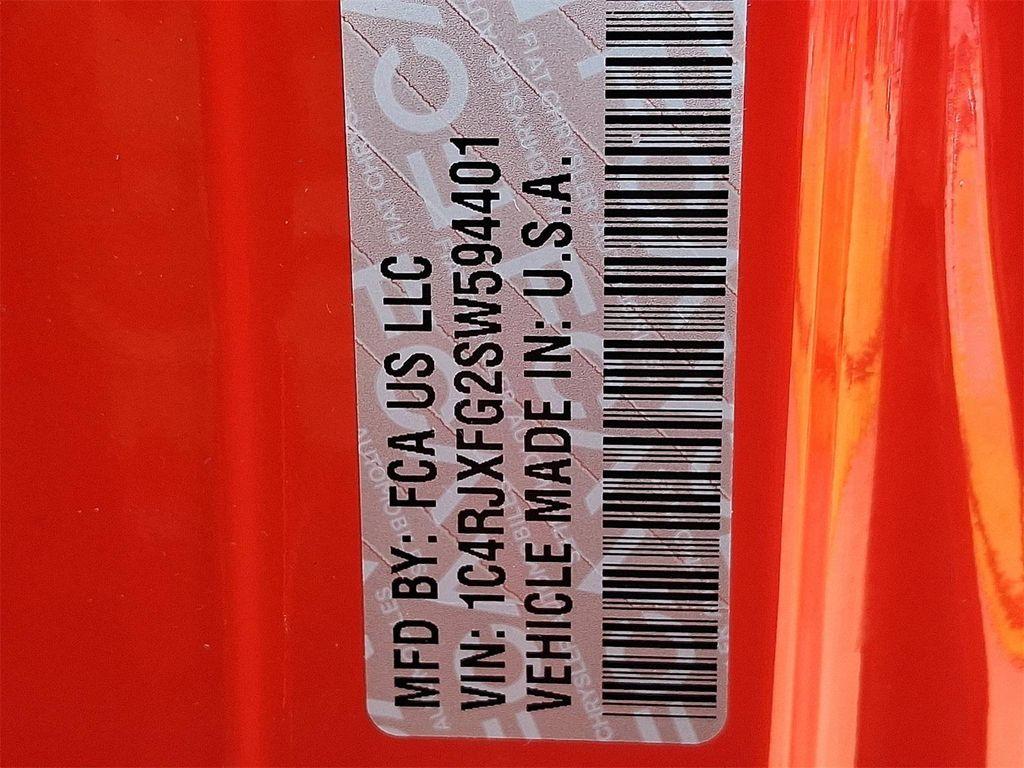 MFD BY: FCA US LLC
VIN: 1C4RJXFG2SW594401
VEHICLE MADE IN: U.S.A.